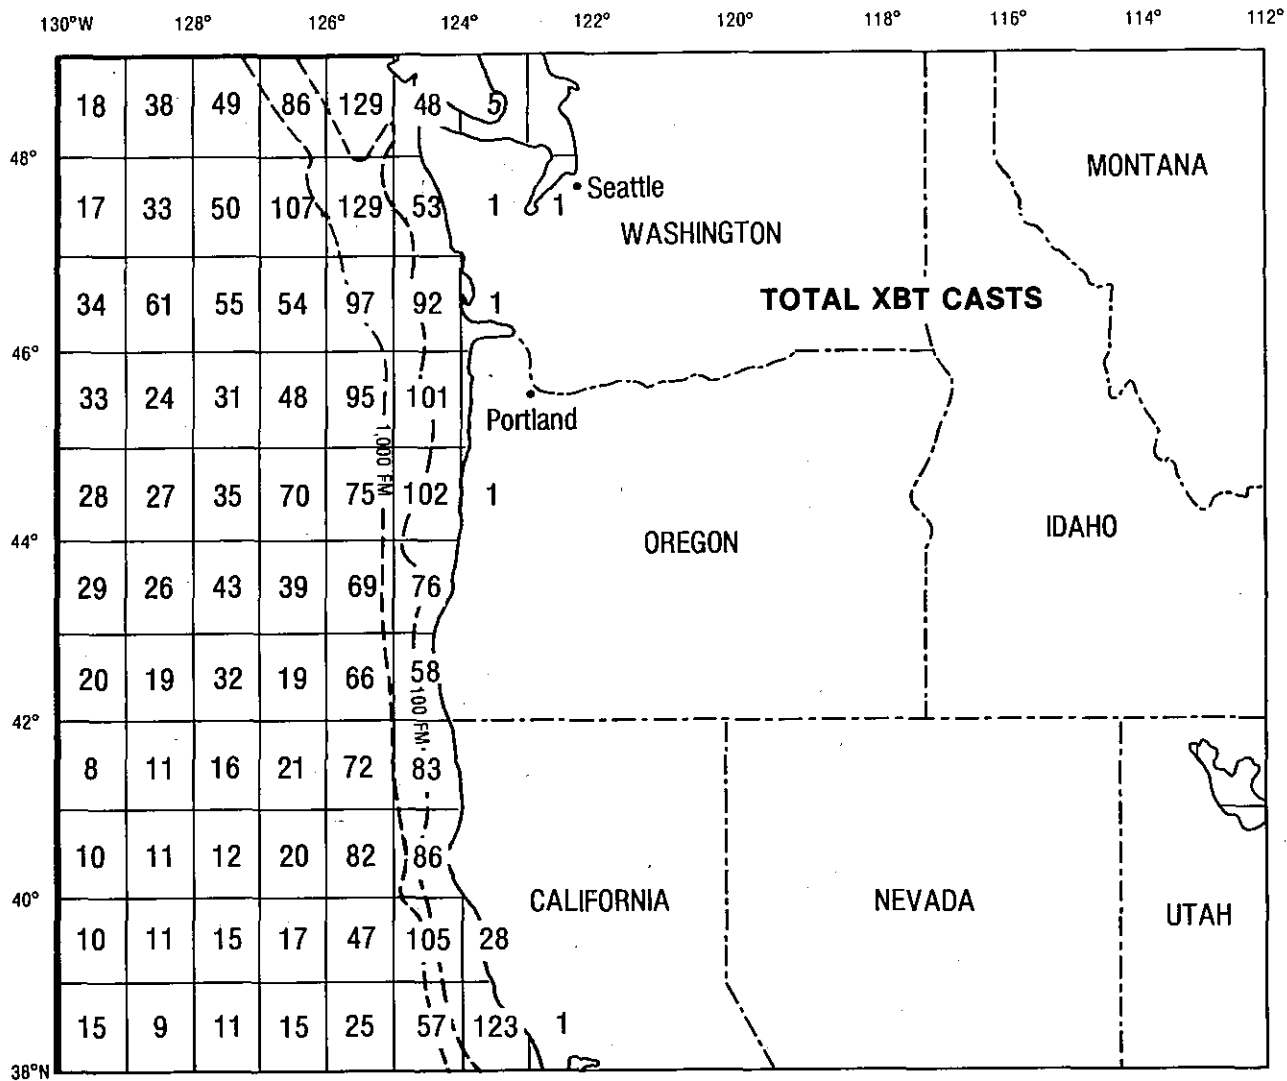 130°W 128° 126° 124° 122° 120° 118° 116° 114° 112°
18 38 49 86 129 48 5
48°
MONTANA
Seattle
17 33 50 107 129 53 1 1
WASHINGTON
TOTAL XBT CASTS
34 61 55 54 97 92 1
46°
33 24 31 48 95 101
Portland
1,000 FM
28 27 35 70 75 102 1
OREGON IDAHO
44°
29 26 43 39 69 76
20 19 32 19 66 58
100 FM
42°
8 11 16 21 72 83
10 11 12 20 82 86
40°
CALIFORNIA NEVADA UTAH
10 11 15 17 47 105 28
15 9 11 15 25 57 123 1
38°N